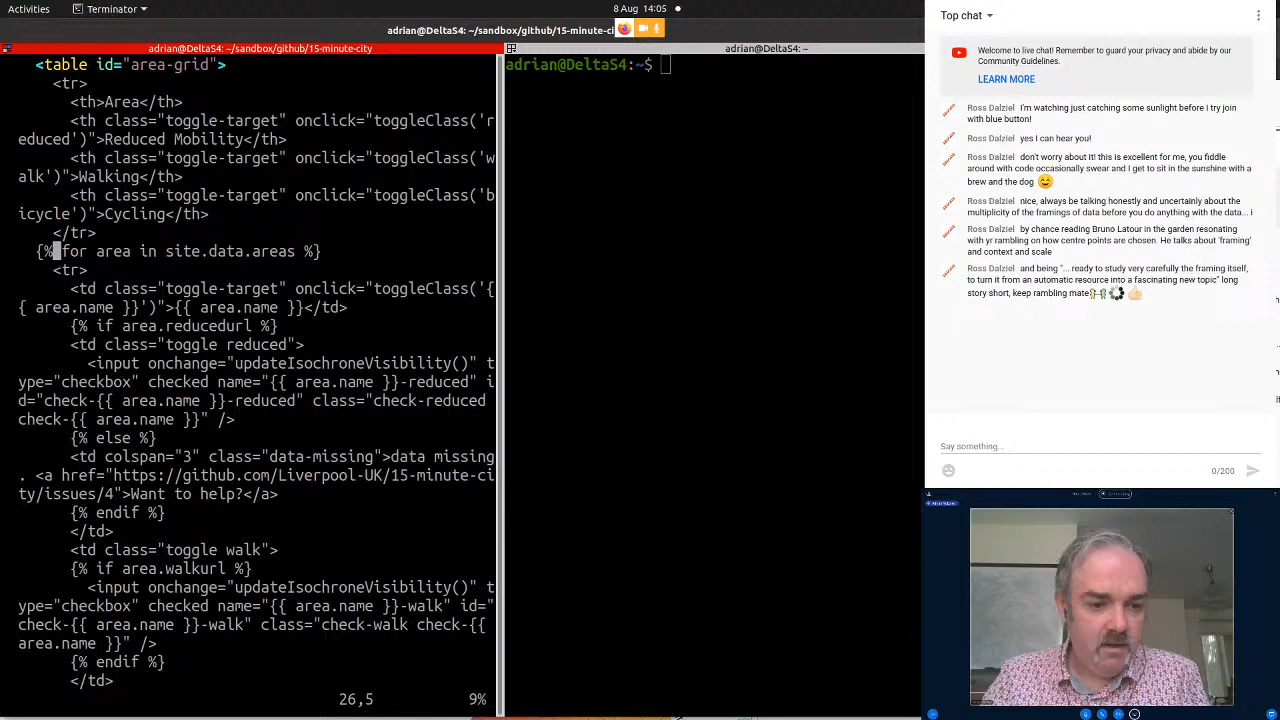 Activities
Terminator
8 Aug 14:05
adrian@DeltaS4: ~/sandbox/github/15-minute-ci
adrian@DeltaS4: ~/sandbox/github/15-minute-city
<table id="area-grid">
<tr>
<th>Area</th>
<th class="toggle-target" onclick="toggleClass('r
educed')">Reduced Mobility</th>
<th class="toggle-target" onclick="toggleClass('w
alk')">Walking</th>
<th class="toggle-target" onclick="toggleClass('b
icycle')">Cycling</th>
</tr>
{% for area in site.data.areas %}
<tr>
<td class="toggle-target" onclick="toggleClass('{
{ area.name }}')">{{ area.name }}</td>
{% if area.reducedurl %}
<td class="toggle reduced">
<input onchange="updateIsochroneVisibility()" t
ype="checkbox" checked name="{{ area.name }}-reduced" i
d="check-{{ area.name }}-reduced" class="check-reduced
check-{{ area.name }}" />
{% else %}
<td colspan="3" class="data-missing">data missing
. <a href="https://github.com/Liverpool-UK/15-minute-ci
ty/issues/4">Want to help?</a>
{% endif %}
</td>
<td class="toggle walk">
{% if area.walkurl %}
<input onchange="updateIsochroneVisibility()" t
ype="checkbox" checked name="{{ area.name }}-walk" id="
check-{{ area.name }}-walk" class="check-walk check-{{
area.name }}" />
{% endif %}
</td>
26,5 9%
adrian@DeltaS4: ~
adrian@DeltaS4:~$
Top chat
Welcome to live chat! Remember to guard your privacy and abide by our
Community Guidelines.
LEARN MORE
Ross Dalziel I'm watching just catching some sunlight before I try join
with blue button!
Ross Dalziel yes I can hear you!
Ross Dalziel don't worry about it! this is excellent for me, you fiddle
around with code occasionally swear and I get to sit in the sunshine with a
brew and the dog 😊
Ross Dalziel nice, always be talking honestly and uncertainly about the
multiplicity of the framings of data before you do anything with the data... i
Ross Dalziel by chance reading Bruno Latour in the garden resonating
with yr rambling on how centre points are chosen. He talks about 'framing'
and context and scale
Ross Dalziel and being "... ready to study very carefully the framing itself,
to turn it from an automatic resource into a fascinating new topic" long
story short, keep rambling mate
Say something...
0/200